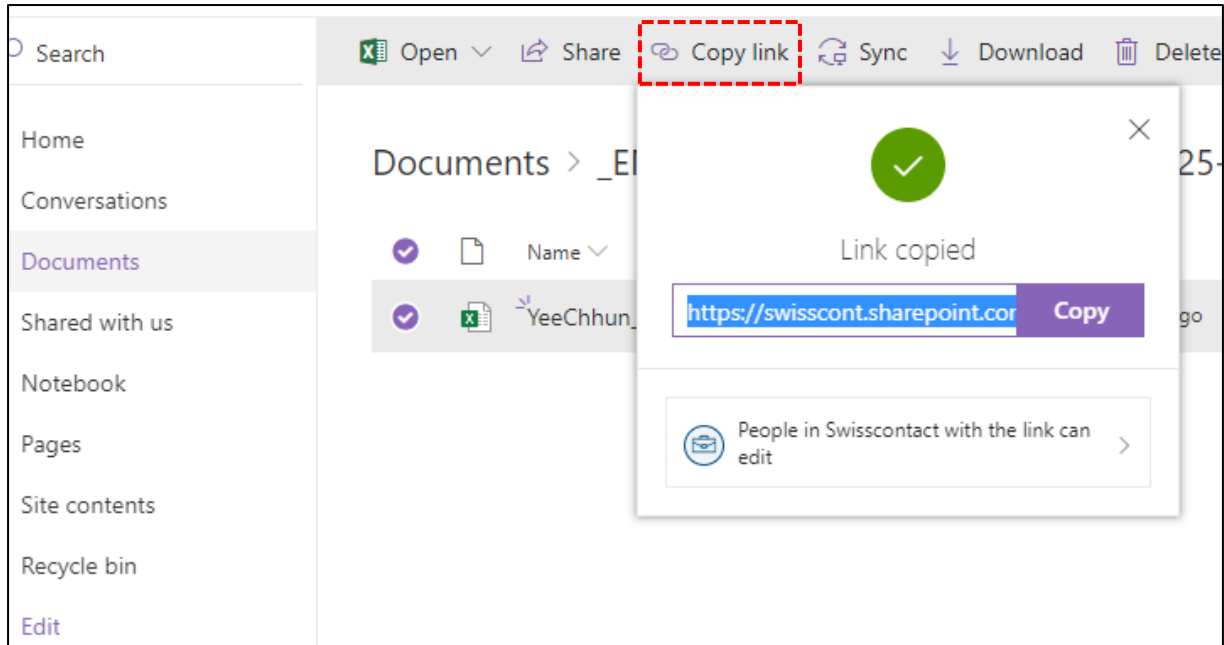 Search
Open Share Copy link Sync Download Delete
Home
Conversations
Documents
Shared with us
Notebook
Pages
Site contents
Recycle bin
Edit
Documents > 25-
Name
YeeChhun_
go
Link copied
https://swisscont.sharepoint.com Copy
People in Swisscontact with the link can
edit